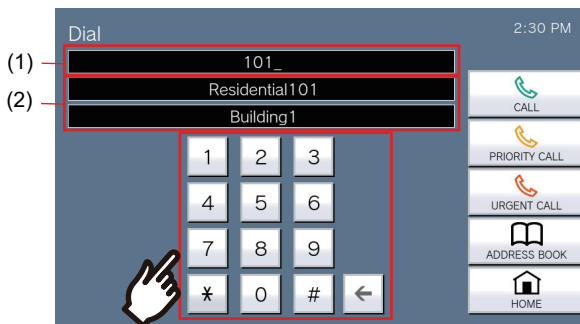 Dial
2:30 PM
(1)
101_
(2)
Residential101
Building1
CALL
1 2 3
PRIORITY CALL
4 5 6
URGENT CALL
7 8 9
ADDRESS BOOK
* 0 # ←
HOME